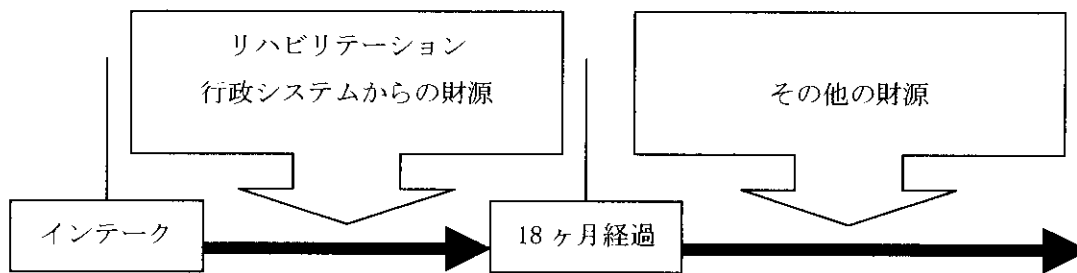 リハビリテーション
行政システムからの財源
その他の財源
インテーク
18ヶ月経過